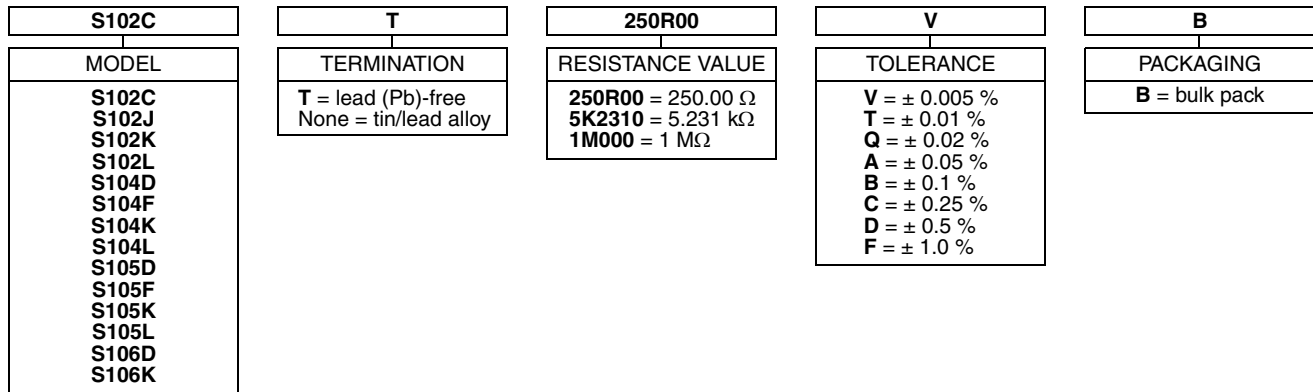 S102C
T
250R00
V
B
MODEL
S102C
S102J
S102K
S102L
S104D
S104F
S104K
S104L
S105D
S105F
S105K
S105L
S106D
S106K
TERMINATION
T = lead (Pb)-free
None = tin/lead alloy
RESISTANCE VALUE
250R00 = 250.00 Ω
5K2310 = 5.231 kΩ
1M000 = 1 MΩ
TOLERANCE
V = ± 0.005 %
T = ± 0.01 %
Q = ± 0.02 %
A = ± 0.05 %
B = ± 0.1 %
C = ± 0.25 %
D = ± 0.5 %
F = ± 1.0 %
PACKAGING
B = bulk pack